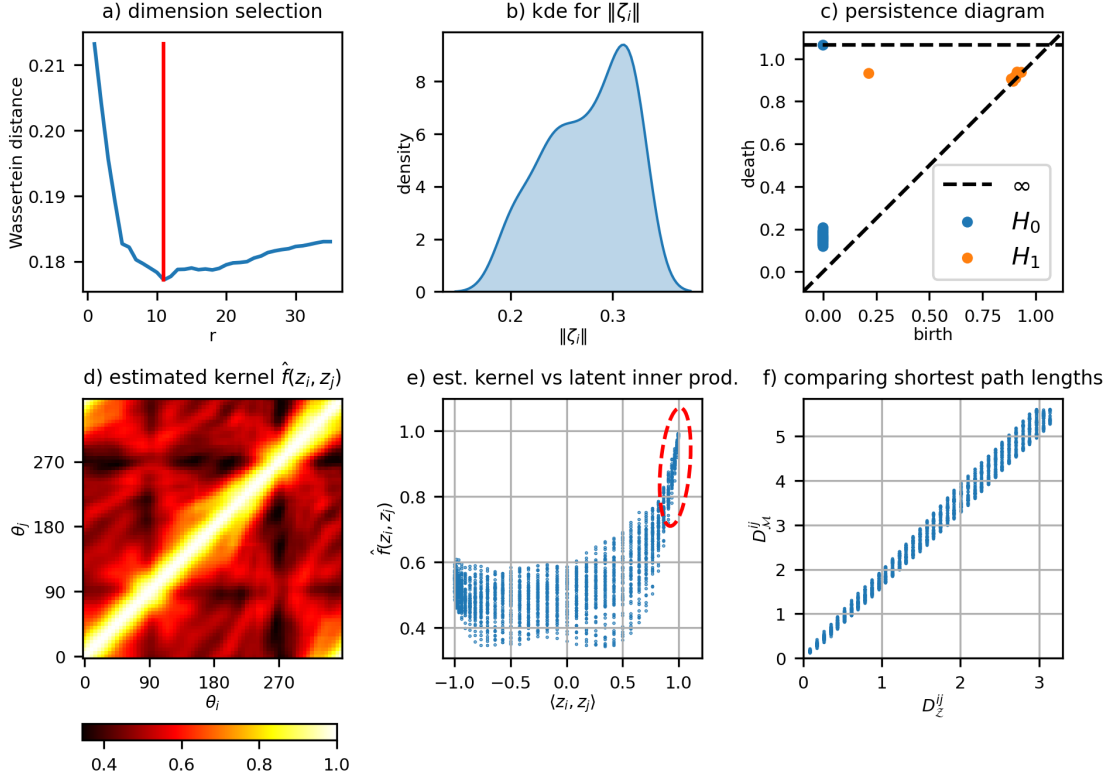 a) dimension selection
Wassertein distance
0.21
0.20
0.19
0.18
0
10
20
30
r
b) kde for ‖ζᵢ‖
density
8
6
4
2
0
0.2
0.3
‖ζᵢ‖
c) persistence diagram
death
1.0
0.8
0.6
0.4
0.2
0.0
0.00
0.25
0.50
0.75
1.00
birth
∞
H₀
H₁
d) estimated kernel f̂(zᵢ, zⱼ)
θⱼ
270
180
90
0
0
90
180
270
θᵢ
0.4
0.6
0.8
1.0
e) est. kernel vs latent inner prod.
f̂(zᵢ, zⱼ)
1.0
0.8
0.6
0.4
−1.0
−0.5
0.0
0.5
1.0
⟨zᵢ, zⱼ⟩
f) comparing shortest path lengths
D_ℳ^{ij}
5
4
3
2
1
0
0
1
2
3
D_𝒵^{ij}